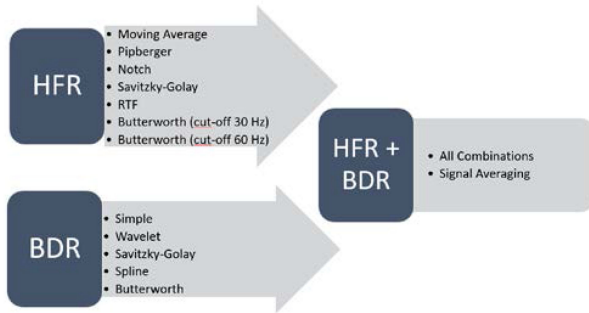 HFR
• Moving Average
• Pipberger
• Notch
• Savitzky-Golay
• RTF
• Butterworth (cut-off 30 Hz)
• Butterworth (cut-off 60 Hz)
BDR
• Simple
• Wavelet
• Savitzky-Golay
• Spline
• Butterworth
HFR +
BDR
• All Combinations
• Signal Averaging